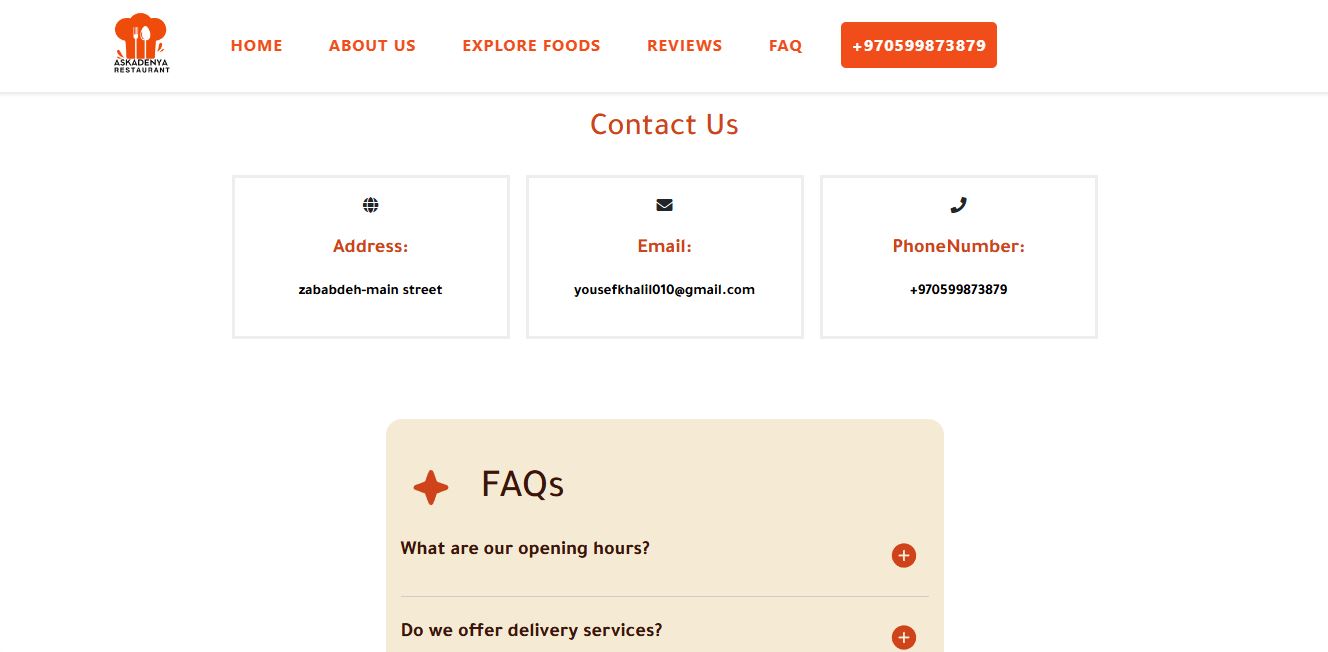 ASKADENYA
RESTAURANT
HOME ABOUT US EXPLORE FOODS REVIEWS FAQ +970599873879
Contact Us
Address:
zababdeh-main street
Email:
yousefkhalil010@gmail.com
PhoneNumber:
+970599873879
FAQs
What are our opening hours?
Do we offer delivery services?